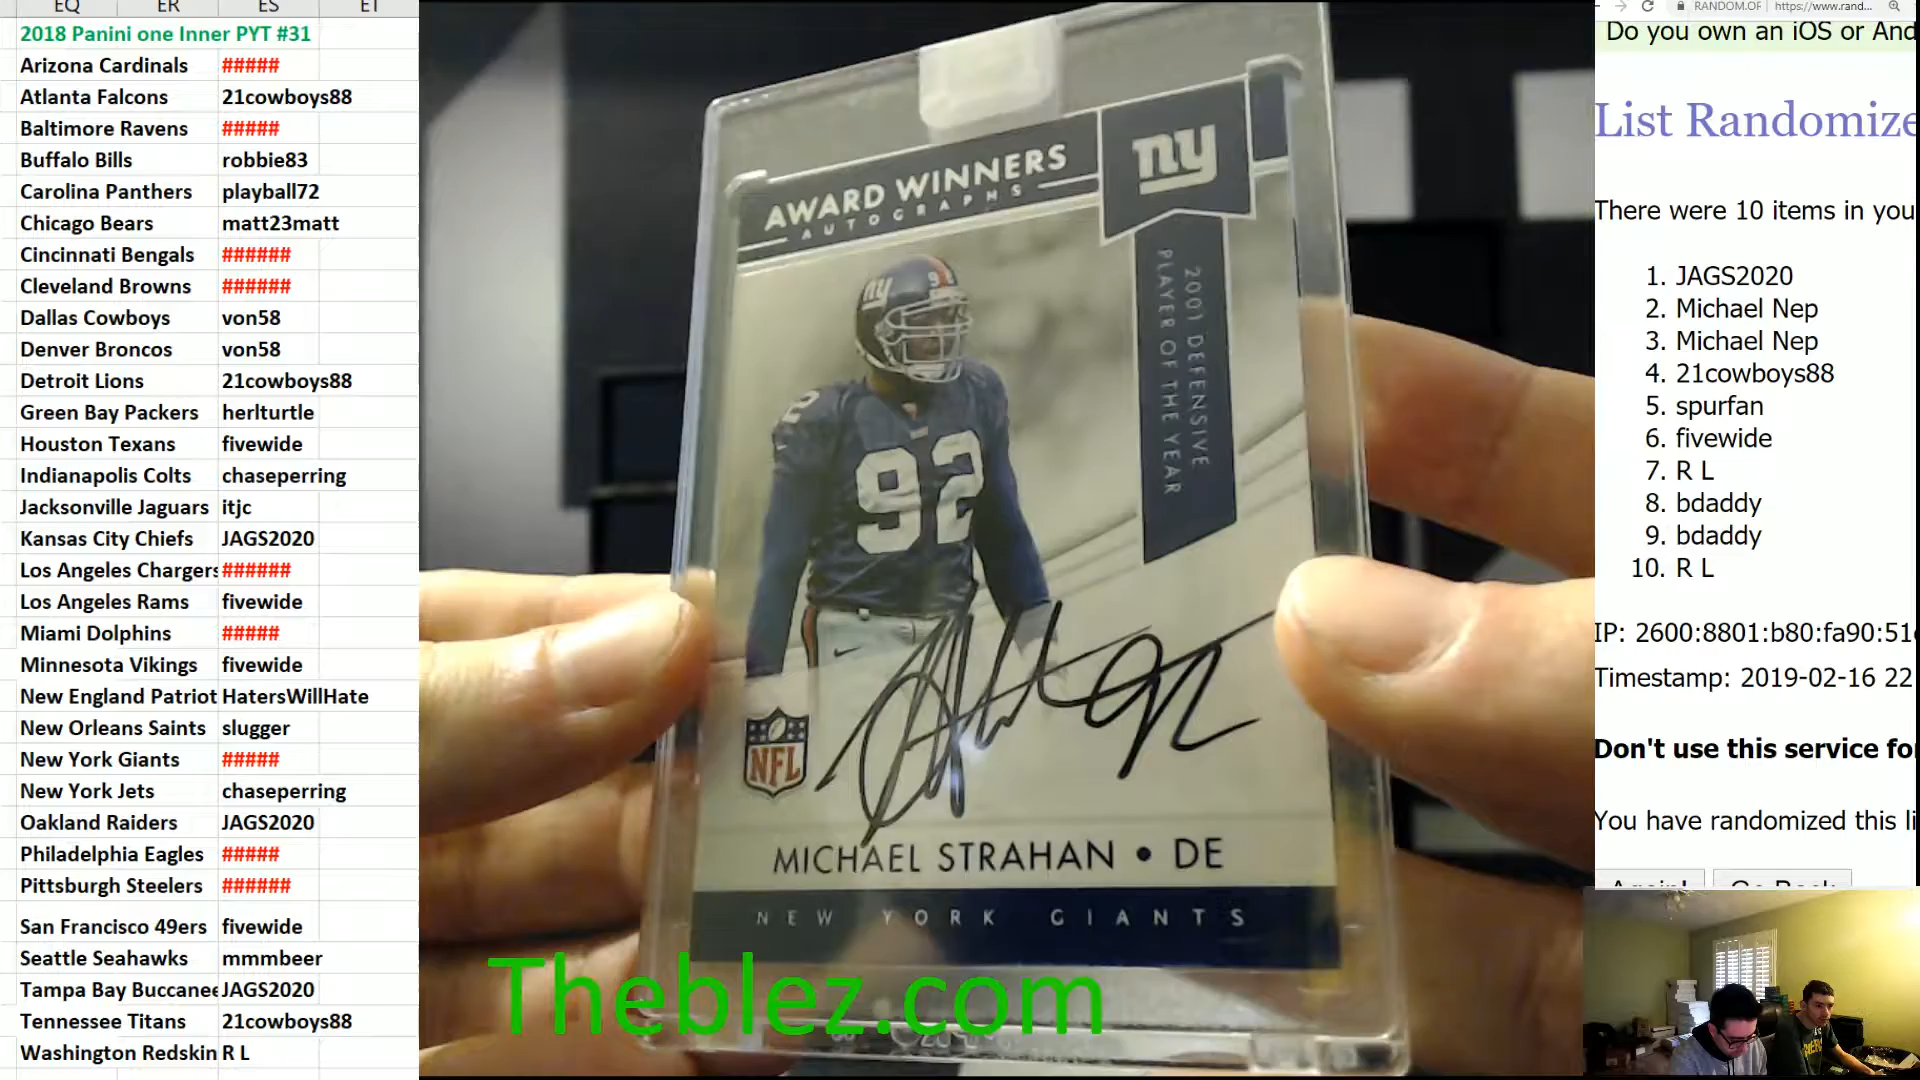 EQ ER ES ET
2018 Panini one Inner PYT #31
Arizona Cardinals #####
Atlanta Falcons 21cowboys88
Baltimore Ravens #####
Buffalo Bills robbie83
Carolina Panthers playball72
Chicago Bears matt23matt
Cincinnati Bengals ######
Cleveland Browns ######
Dallas Cowboys von58
Denver Broncos von58
Detroit Lions 21cowboys88
Green Bay Packers herlturtle
Houston Texans fivewide
Indianapolis Colts chaseperring
Jacksonville Jaguars itjc
Kansas City Chiefs JAGS2020
Los Angeles Chargers ######
Los Angeles Rams fivewide
Miami Dolphins #####
Minnesota Vikings fivewide
New England Patriot HatersWillHate
New Orleans Saints slugger
New York Giants #####
New York Jets chaseperring
Oakland Raiders JAGS2020
Philadelphia Eagles #####
Pittsburgh Steelers ######
San Francisco 49ers fivewide
Seattle Seahawks mmmbeer
Tampa Bay Buccanee JAGS2020
Tennessee Titans 21cowboys88
Washington Redskin R L
AWARD WINNERS
AUTOGRAPHS
ny
2001 DEFENSIVE
PLAYER OF THE YEAR
ny
92
92
NFL
MICHAEL STRAHAN • DE
NEW YORK GIANTS
Theblez.com
RANDOM.OR https://www.rand...
Do you own an iOS or And
List Randomize
There were 10 items in you
1. JAGS2020
2. Michael Nep
3. Michael Nep
4. 21cowboys88
5. spurfan
6. fivewide
7. R L
8. bdaddy
9. bdaddy
10. R L
IP: 2600:8801:b80:fa90:51
Timestamp: 2019-02-16 22
Don't use this service fo
You have randomized this li
Again! Go Back